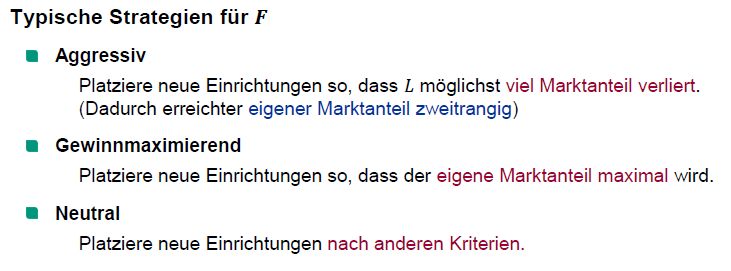 Typische Strategien für F
Aggressiv
Platziere neue Einrichtungen so, dass L möglichst viel Marktanteil verliert.
(Dadurch erreichter eigener Marktanteil zweitrangig)
Gewinnmaximierend
Platziere neue Einrichtungen so, dass der eigene Marktanteil maximal wird.
Neutral
Platziere neue Einrichtungen nach anderen Kriterien.